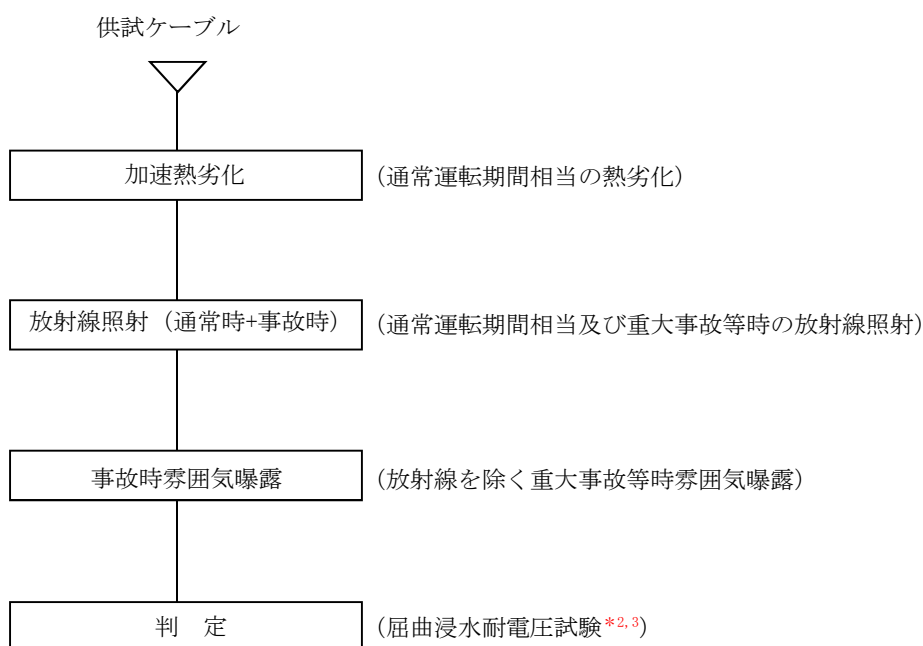 供試ケーブル
加速熱劣化 (通常運転期間相当の熱劣化)
放射線照射 (通常時+事故時) (通常運転期間相当及び重大事故等時の放射線照射)
事故時雰囲気曝露 (放射線を除く重大事故等時雰囲気曝露)
判 定 (屈曲浸水耐電圧試験*2,3)